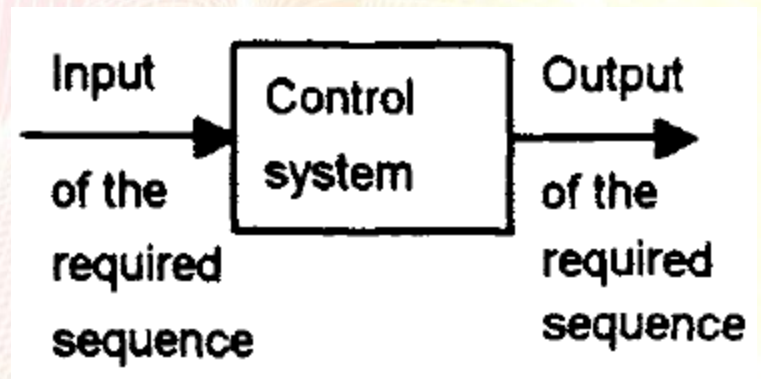 Input
of the
required
sequence
Control
system
Output
of the
required
sequence